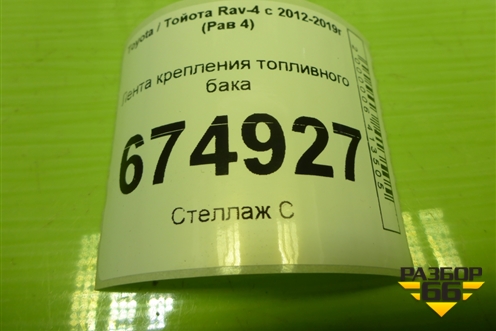 Toyota / Тойота Rav-4 с 2012-2019г
(Рав 4)
Лента крепления топливного
бака
674927
Стеллаж С
РАЗБОР
66